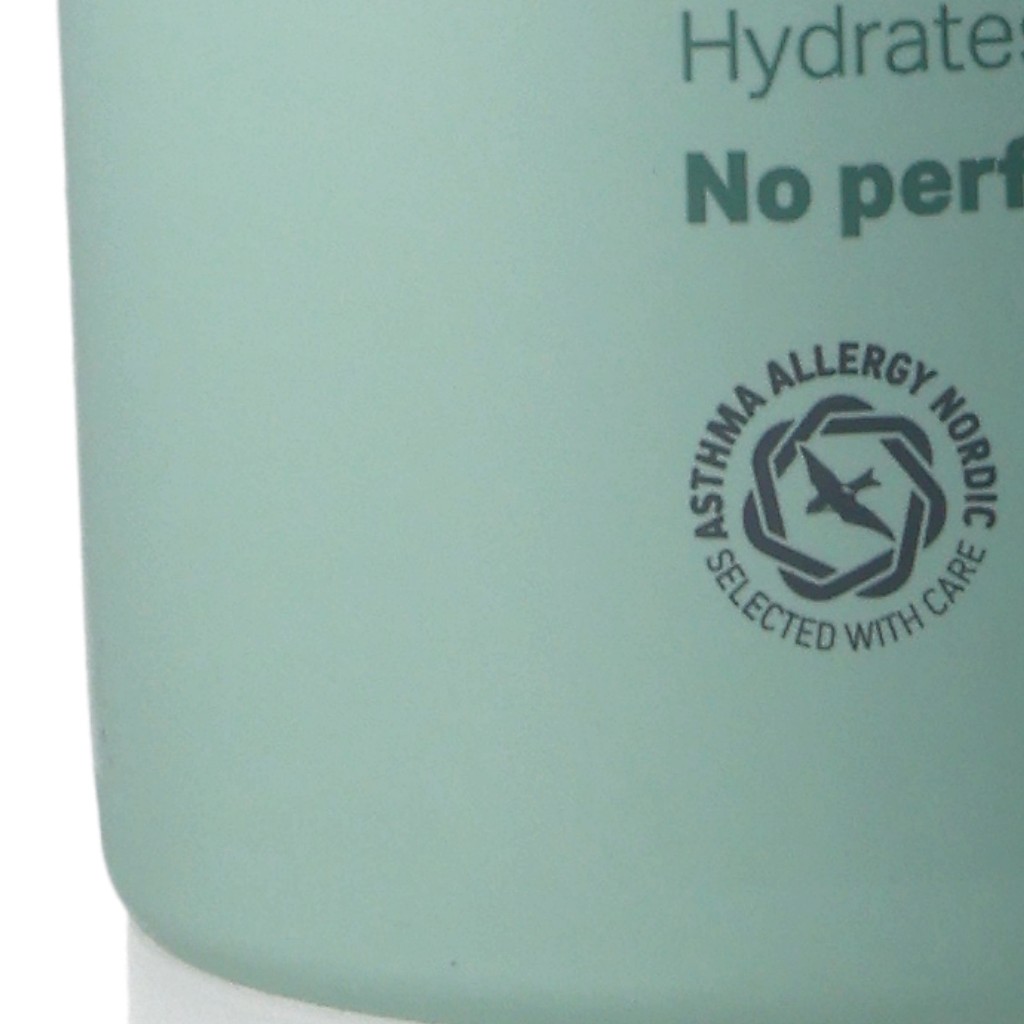 Hydrates
No perf
ASTHMA ALLERGY NORDIC
SELECTED WITH CARE